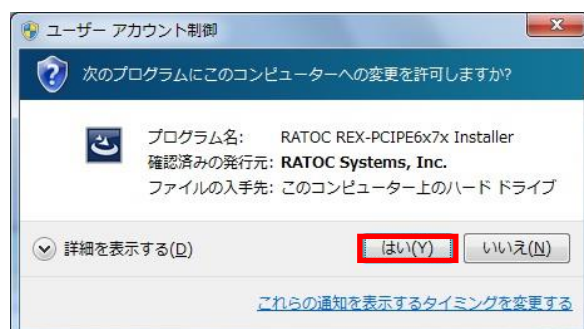 ユーザー アカウント制御
次のプログラムにこのコンピューターへの変更を許可しますか?
プログラム名: RATOC REX-PCIPE6x7x Installer
確認済みの発行元: RATOC Systems, Inc.
ファイルの入手先: このコンピューター上のハード ドライブ
詳細を表示する(D) はい(Y) いいえ(N)
これらの通知を表示するタイミングを変更する